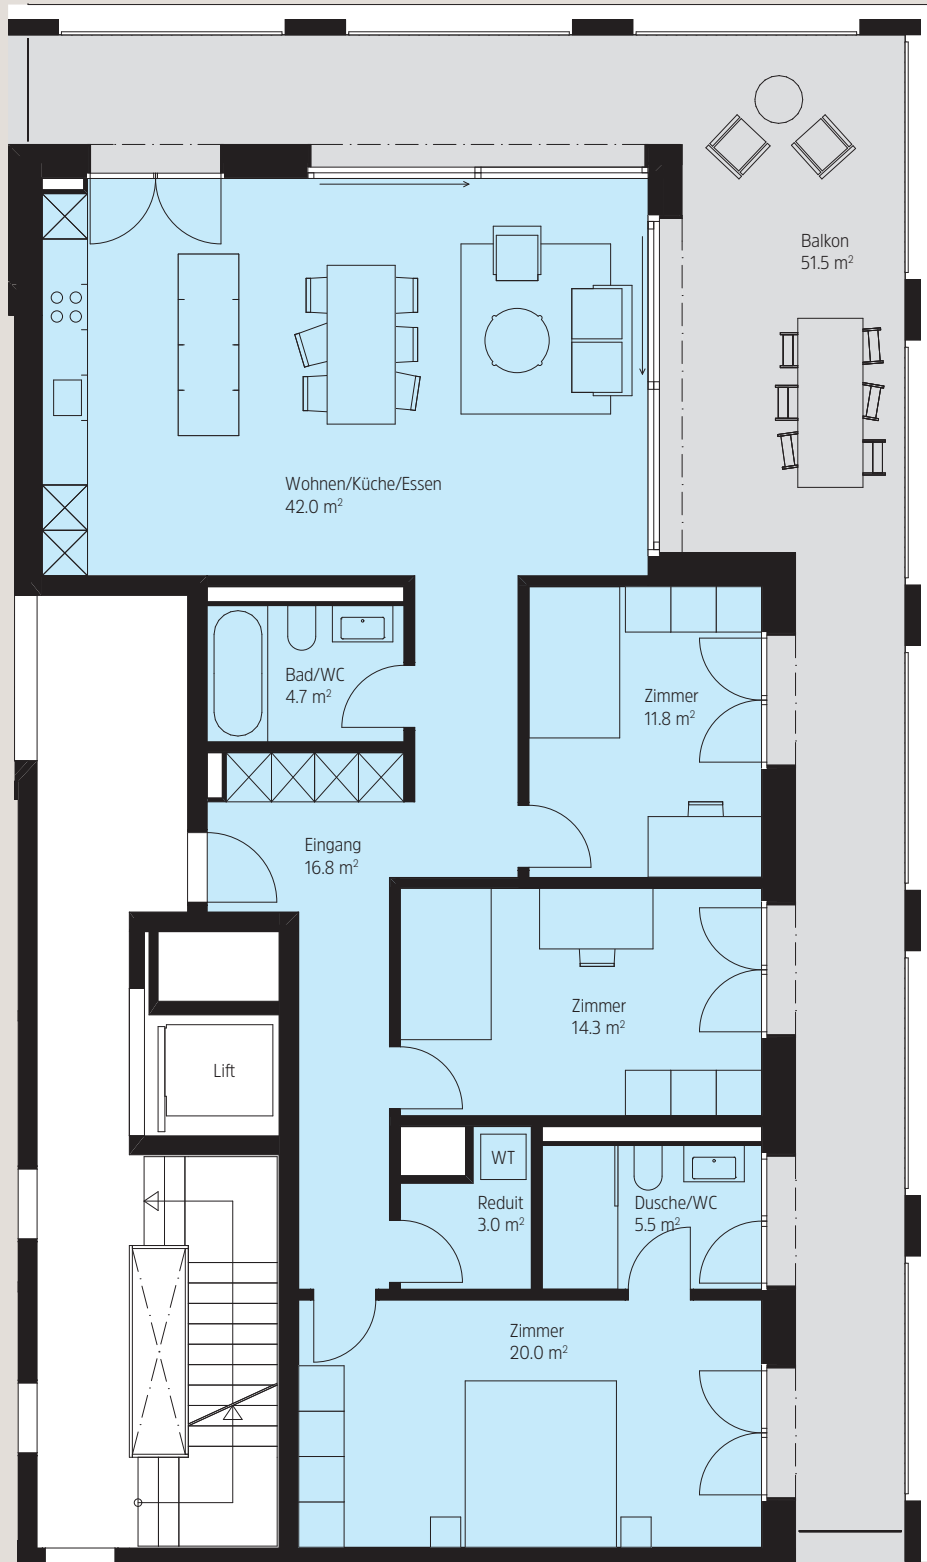 Balkon
51.5 m²
Wohnen/Küche/Essen
42.0 m²
Bad/WC
4.7 m²
Zimmer
11.8 m²
Eingang
16.8 m²
Zimmer
14.3 m²
Lift
WT
Reduit
3.0 m²
Dusche/WC
5.5 m²
Zimmer
20.0 m²